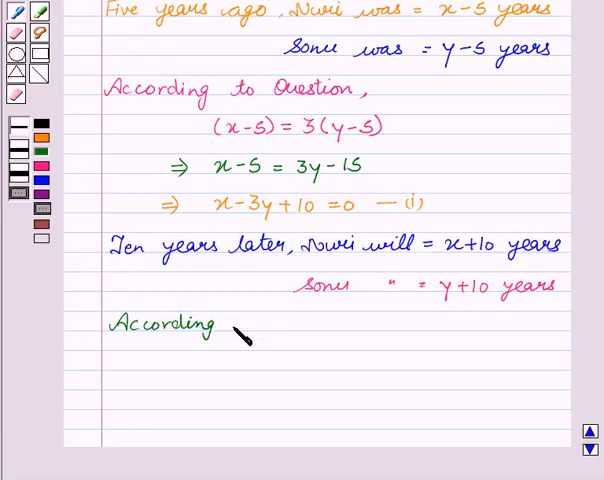 Five years ago, Nuri was = x-5 years
Sonu was = y-5 years
According to Question,
(x-5) = 3(y-5)
⇒ x-5 = 3y-15
⇒ x-3y+10 = 0 — (i)
Ten years later, Nuri will = x+10 years
Sonu " = y+10 years
According